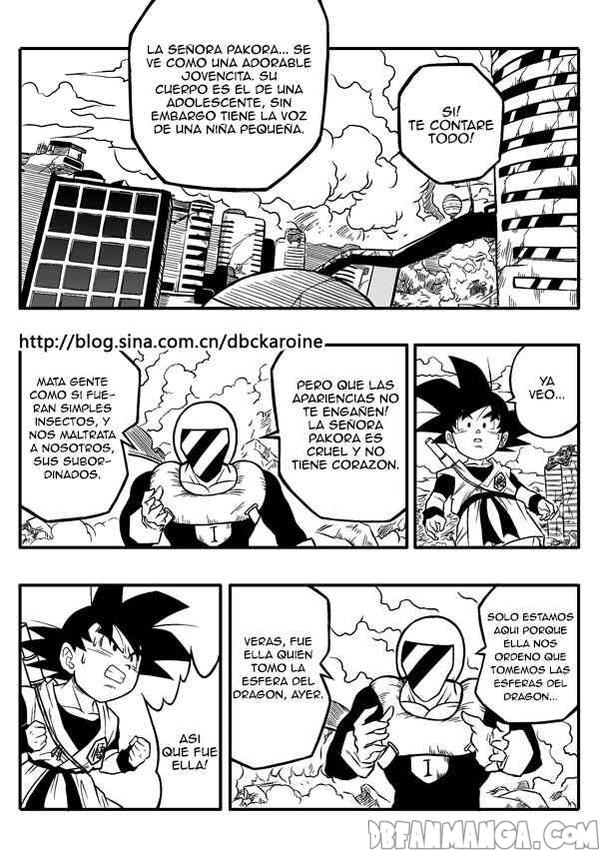 SI!
TE CONTARE
TODO!
LA SEÑORA PAKORA... SE
VE COMO UNA ADORABLE
JOVENCITA. SU
CUERPO ES EL DE UNA
ADOLESCENTE, SIN
EMBARGO TIENE LA VOZ
DE UNA NIÑA PEQUEÑA.
http://blog.sina.com.cn/dbckaroine
YA
VEO...
PERO QUE LAS
APARIENCIAS
NO TE
ENGAÑEN!
LA SEÑORA
PAKORA ES
CRUEL Y NO
TIENE CORAZON.
MATA GENTE
COMO SI FUE-
RAN SIMPLES
INSECTOS, Y
NOS MALTRATA
A NOSOTROS,
SUS SUBOR-
DINADOS.
I
SOLO ESTAMOS
AQUI PORQUE
ELLA NOS
ORDENO QUE
TOMEMOS LAS
ESFERAS DEL
DRAGON...
VERAS, FUE
ELLA QUIEN
TOMO LA
ESFERA DEL
DRAGON, AYER.
I
ASI
QUE FUE
ELLA!
DBFANMANGA.COM